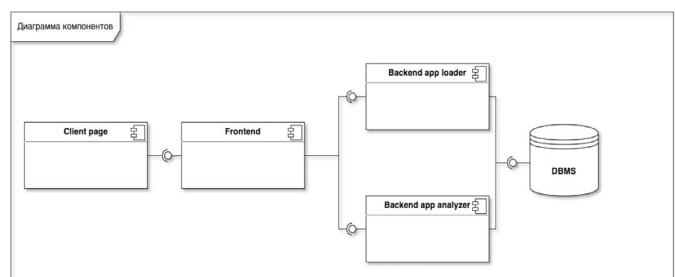 Диаграмма компонентов
Backend app loader
Client page
Frontend
DBMS
Backend app analyzer